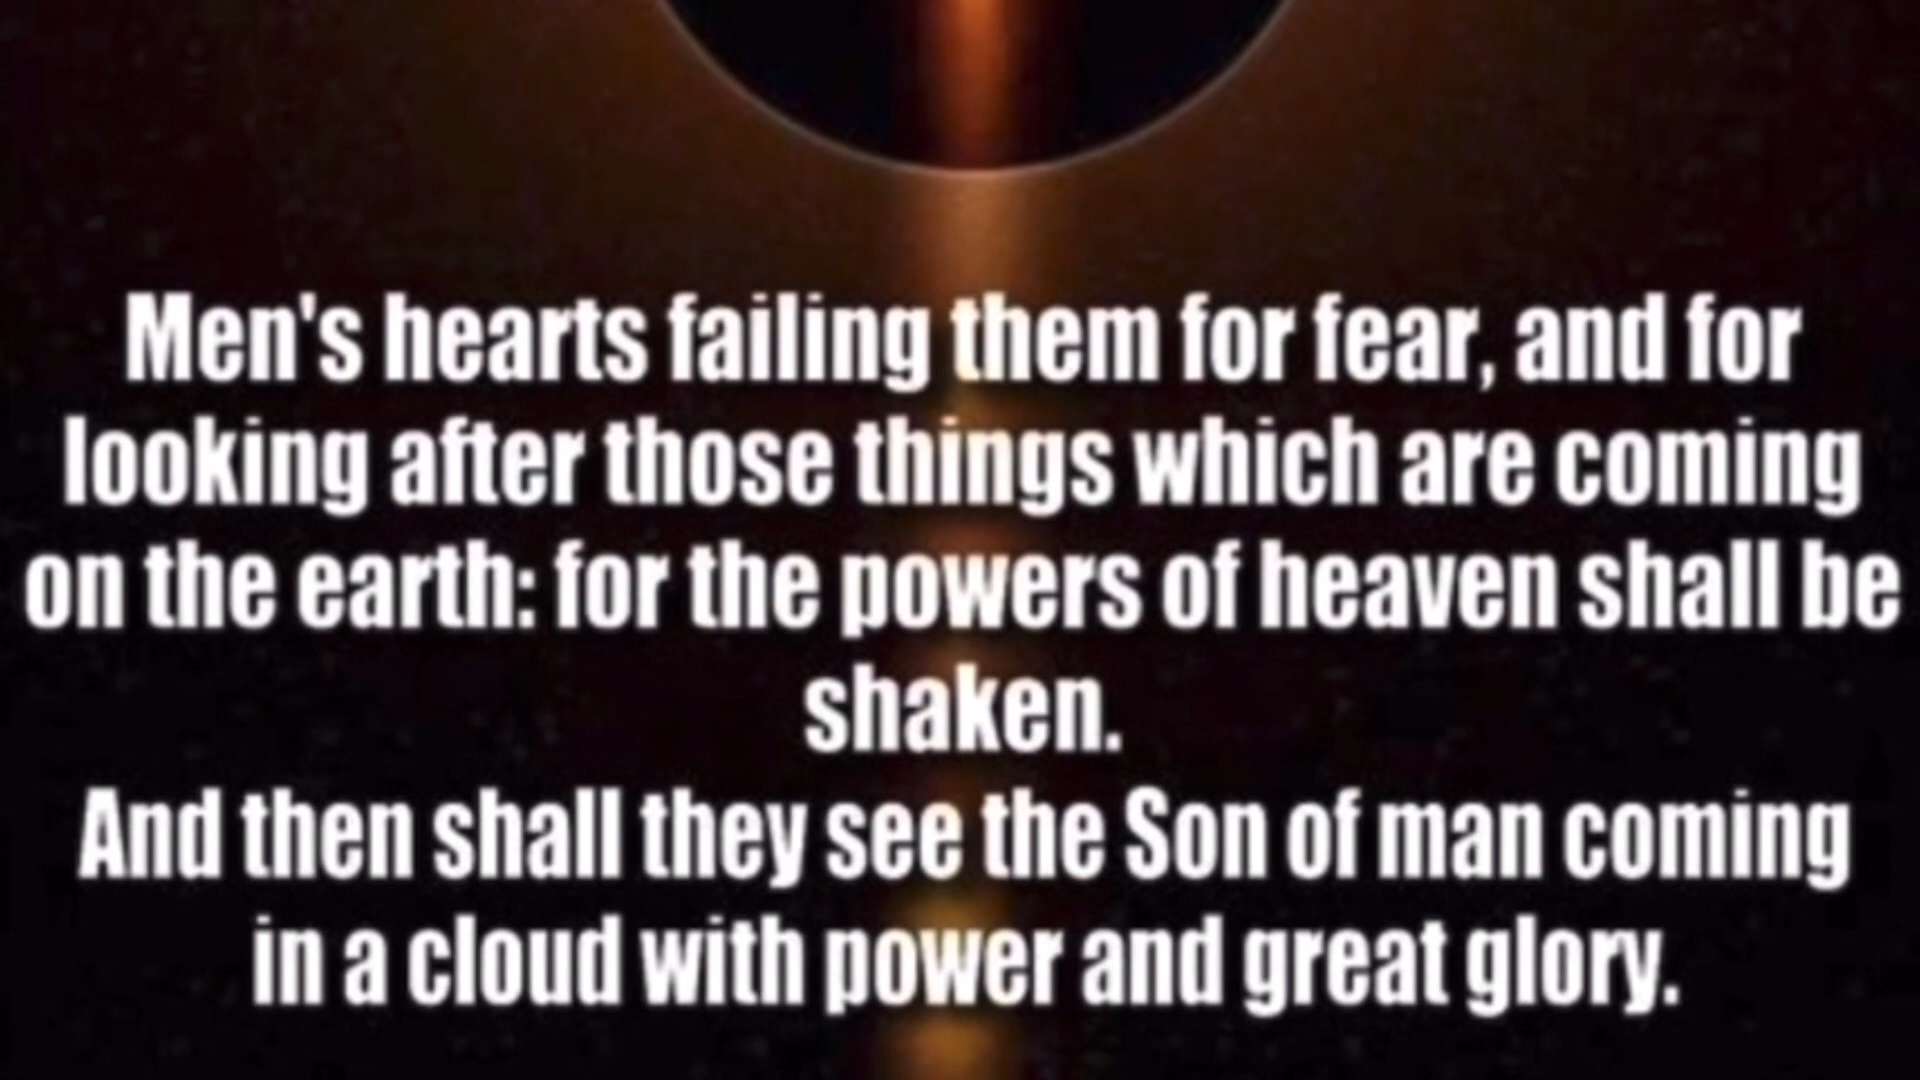 Men's hearts failing them for fear, and for
looking after those things which are coming
on the earth: for the powers of heaven shall be
shaken.
And then shall they see the Son of man coming
in a cloud with power and great glory.